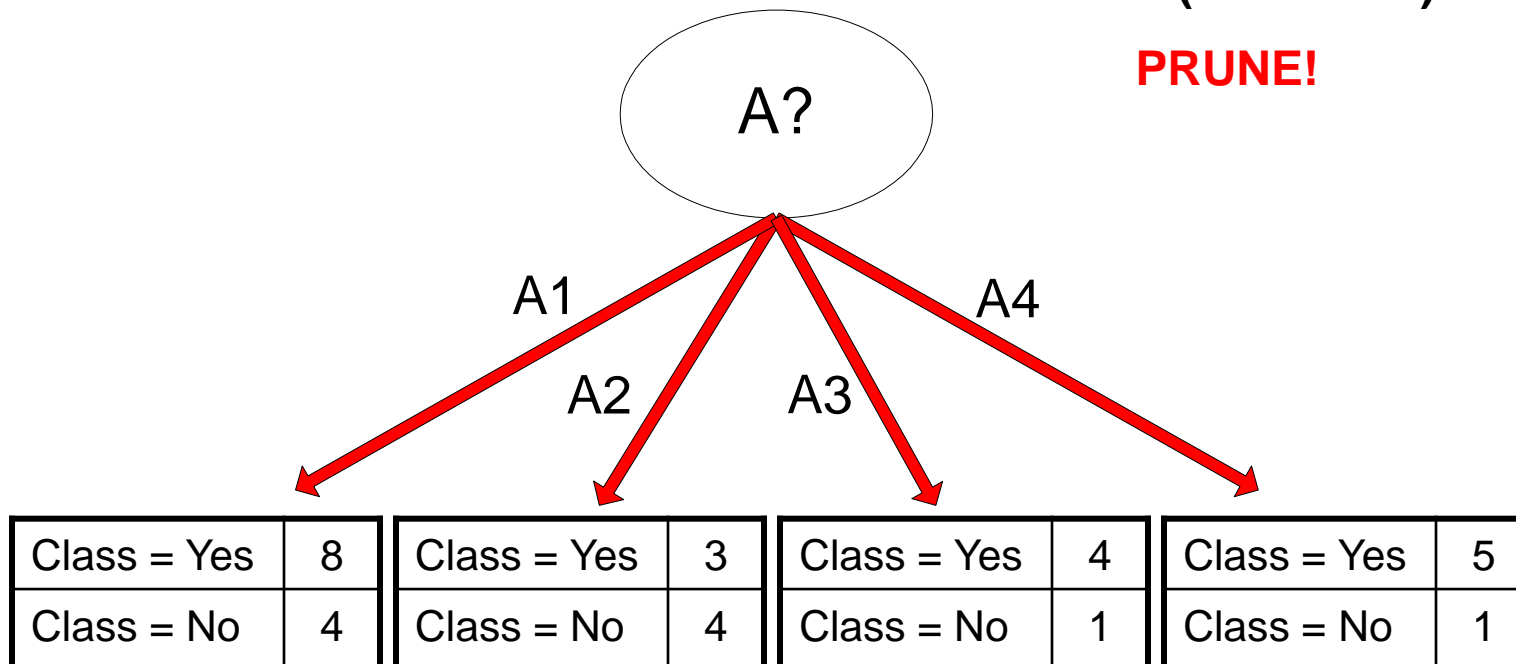 PRUNE!
A?
A1
A4
A2
A3
Class = Yes 8 Class = Yes 3 Class = Yes 4 Class = Yes 5
Class = No 4 Class = No 4 Class = No 1 Class = No 1